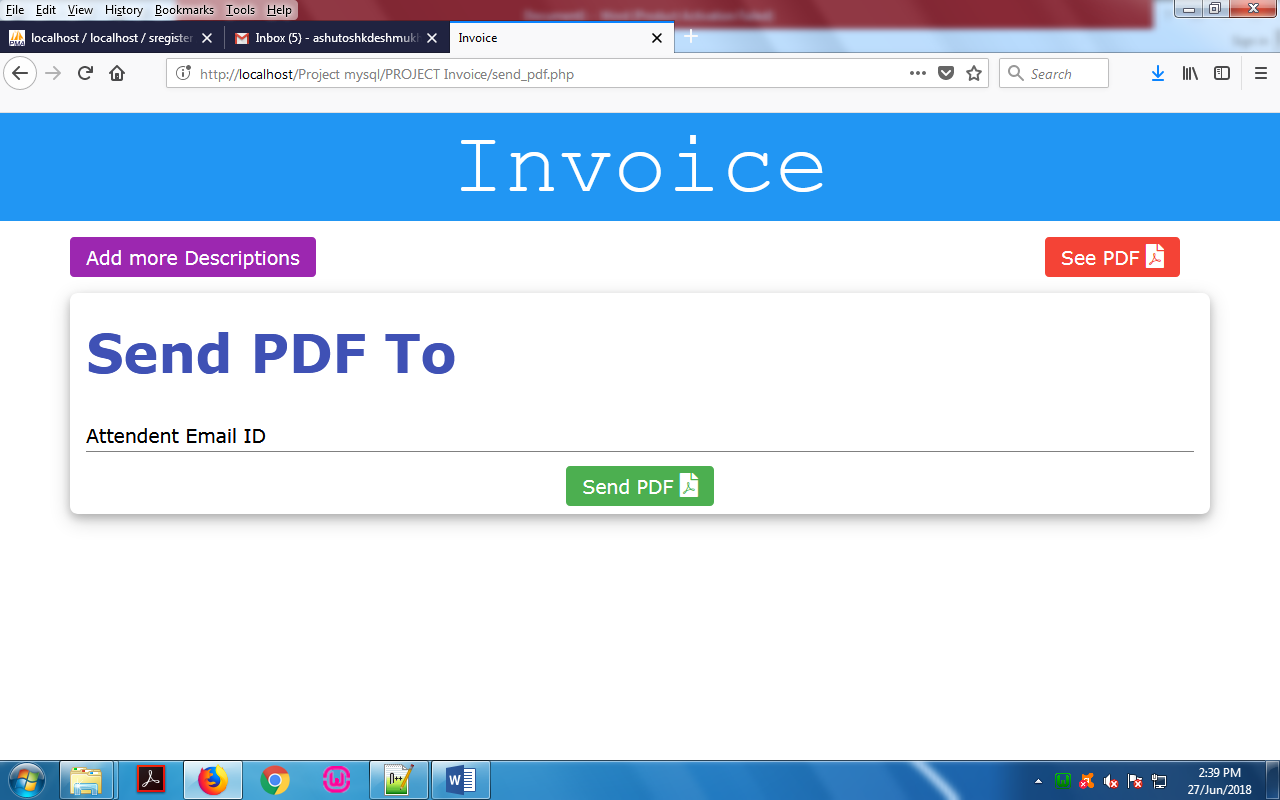 File Edit View History Bookmarks Tools Help
localhost / localhost / sregister
Inbox (5) - ashutoshkdeshmukh
Invoice
http://localhost/Project mysql/PROJECT Invoice/send_pdf.php
Search
Invoice
Add more Descriptions
See PDF
Send PDF To
Attendent Email ID
Send PDF
2:39 PM
27/Jun/2018